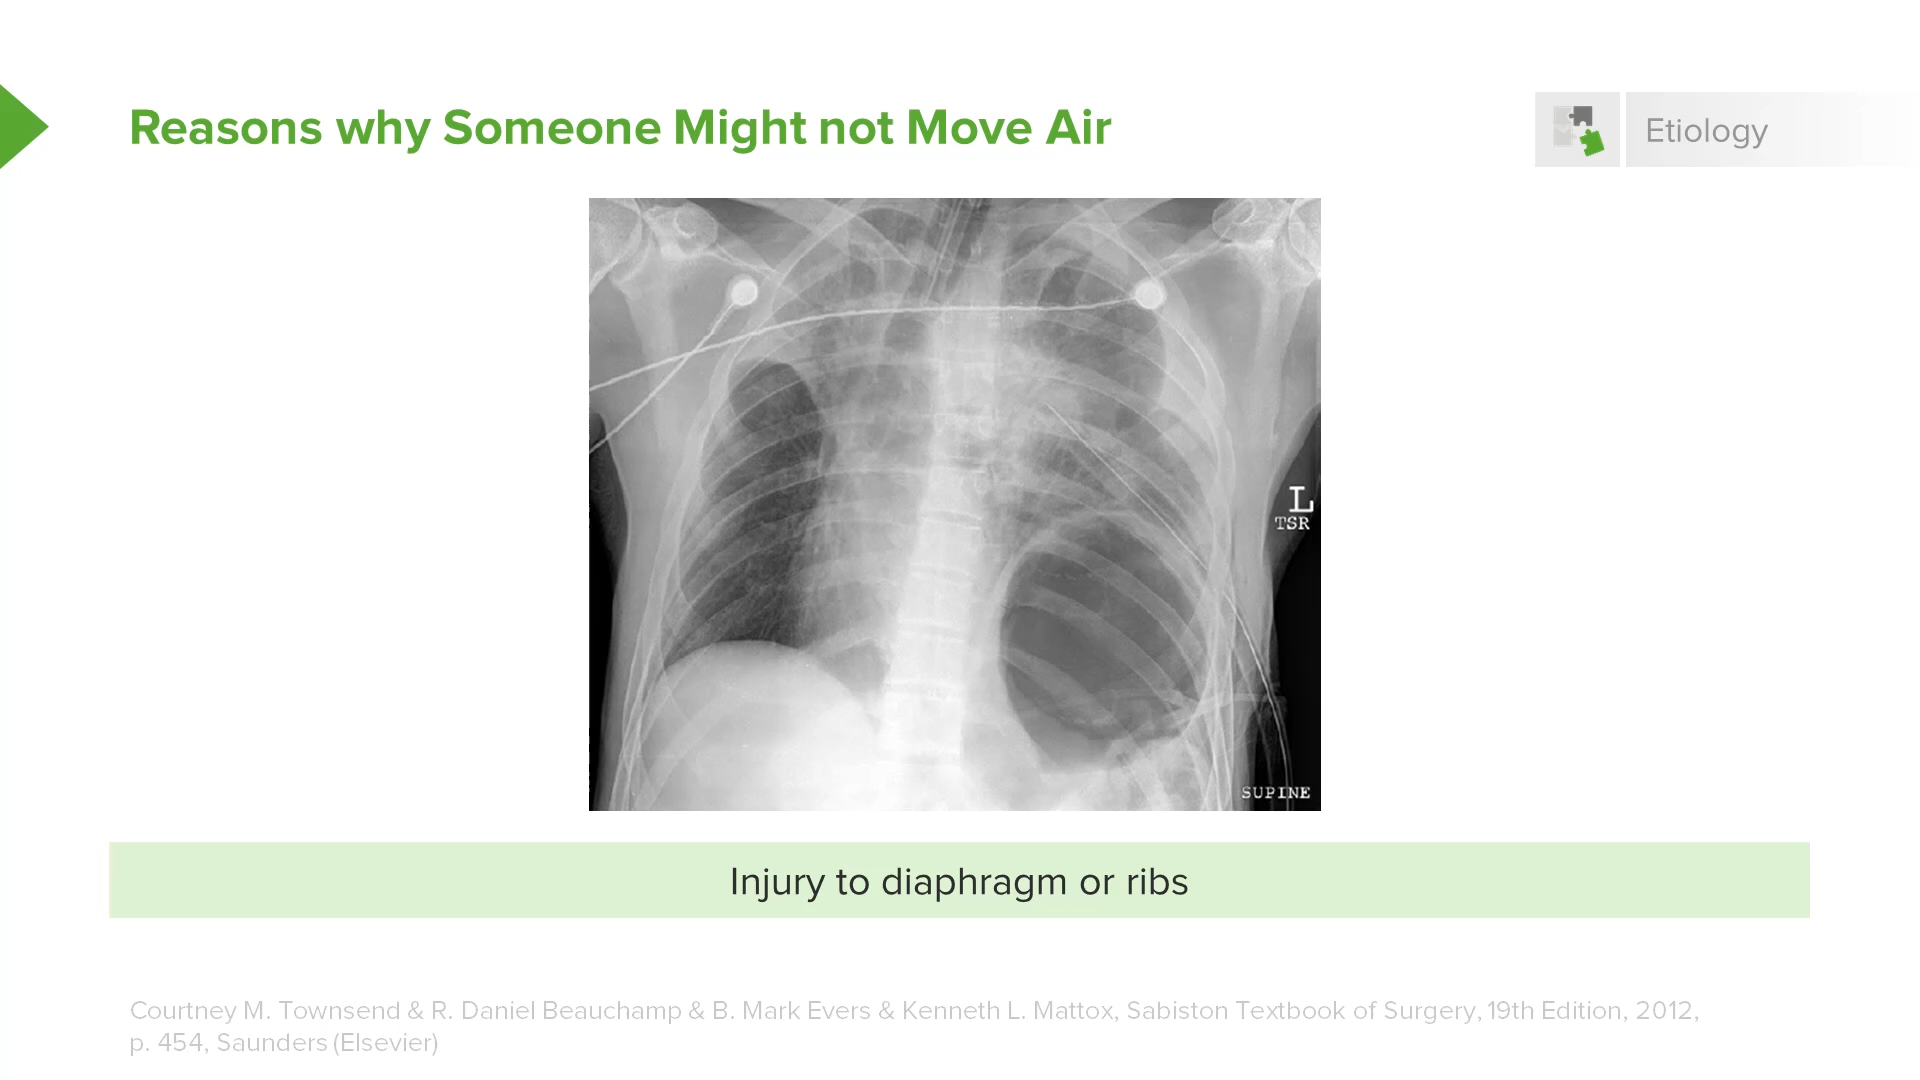 Reasons why Someone Might not Move Air
Etiology
L
TSR
SUPINE
Injury to diaphragm or ribs
Courtney M. Townsend & R. Daniel Beauchamp & B. Mark Evers & Kenneth L. Mattox, Sabiston Textbook of Surgery, 19th Edition, 2012,
p. 454, Saunders (Elsevier)